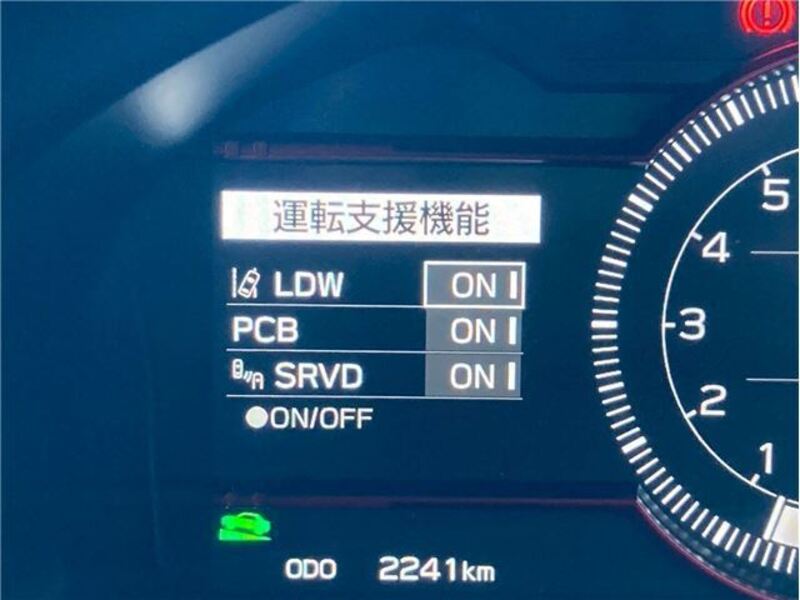 運転支援機能
LDW ON
PCB ON
SRVD ON
●ON/OFF
5
4
3
2
1
ODO 2241km